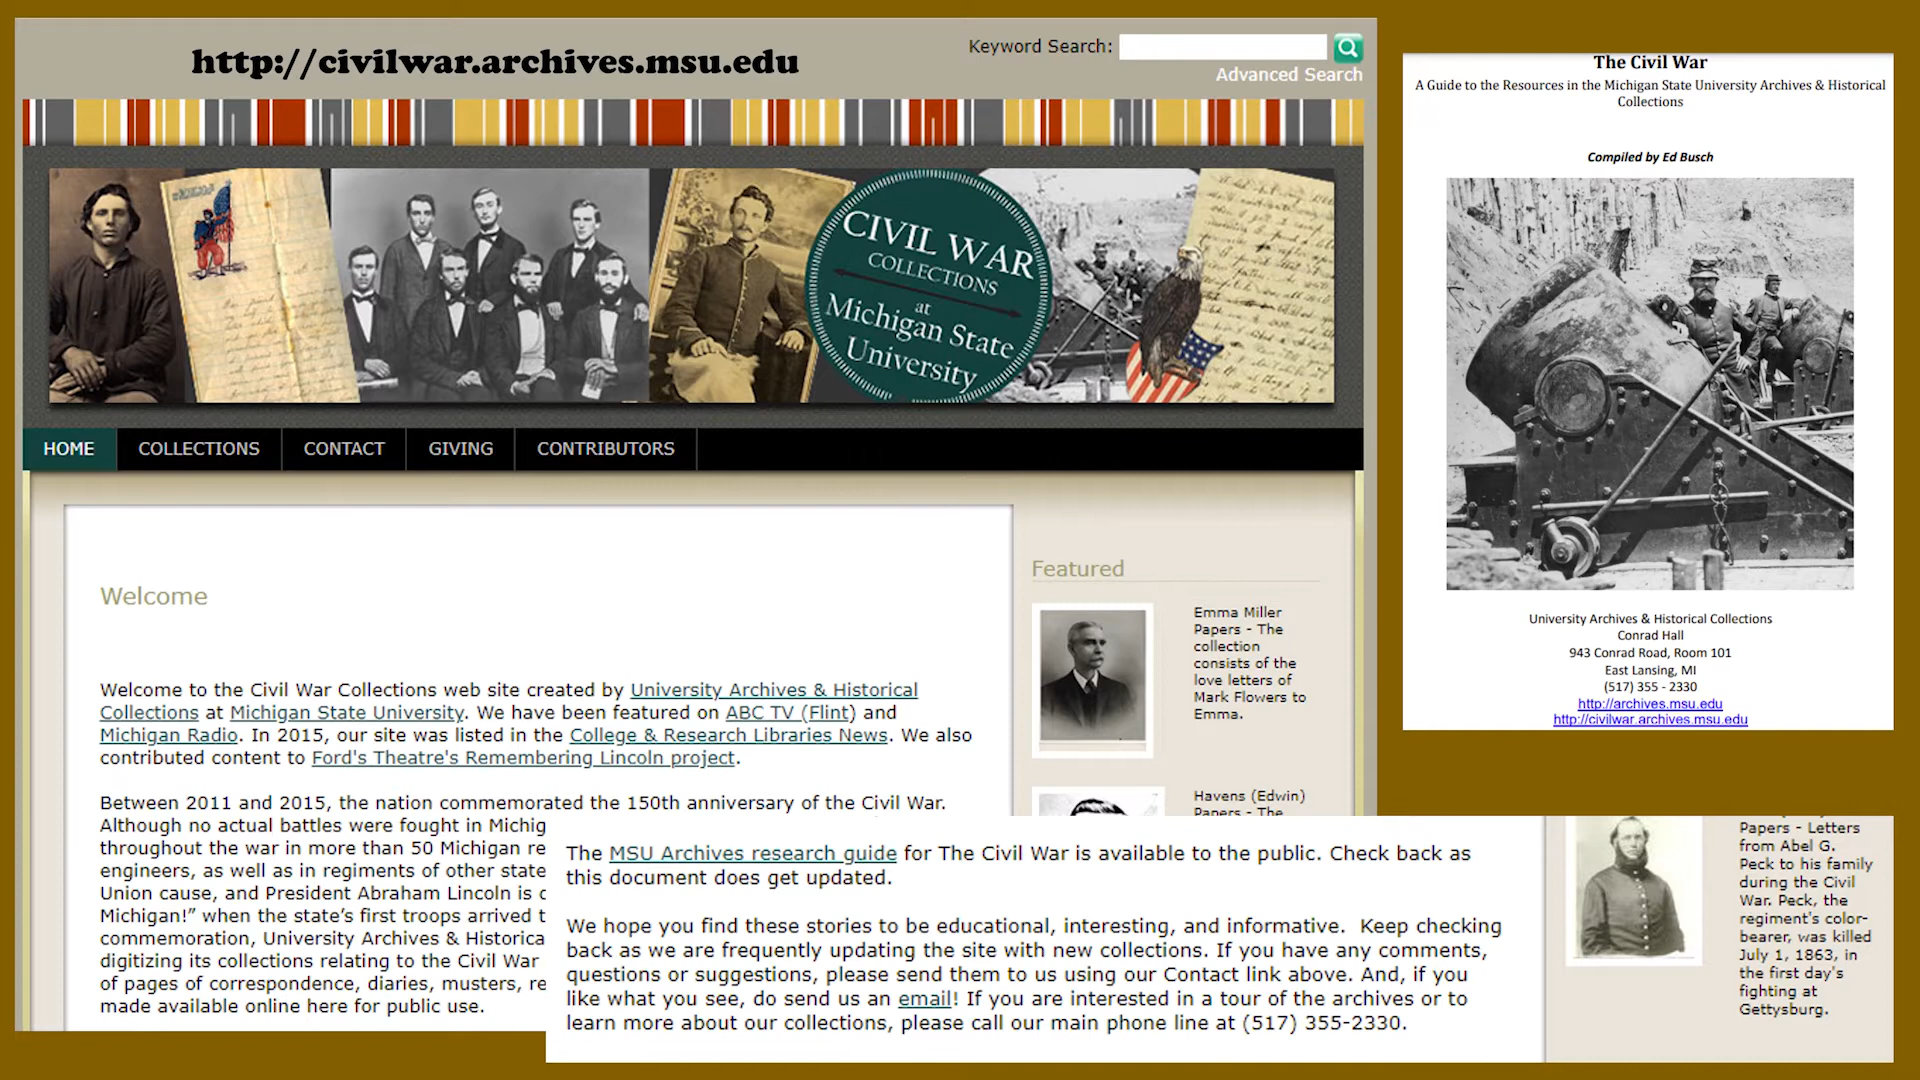 http://civilwar.archives.msu.edu
Keyword Search:
Advanced Search
CIVIL WAR
COLLECTIONS
at
Michigan State
University
HOME
COLLECTIONS
CONTACT
GIVING
CONTRIBUTORS
Welcome
Welcome to the Civil War Collections web site created by University Archives & Historical
Collections at Michigan State University. We have been featured on ABC TV (Flint) and
Michigan Radio. In 2015, our site was listed in the College & Research Libraries News. We also
contributed content to Ford's Theatre's Remembering Lincoln project.
Between 2011 and 2015, the nation commemorated the 150th anniversary of the Civil War.
Although no actual battles were fought in Michig
throughout the war in more than 50 Michigan re
engineers, as well as in regiments of other state
Union cause, and President Abraham Lincoln is c
Michigan!” when the state’s first troops arrived t
commemoration, University Archives & Historica
digitizing its collections relating to the Civil War
of pages of correspondence, diaries, musters, re
made available online here for public use.
Featured
Emma Miller
Papers - The
collection
consists of the
love letters of
Mark Flowers to
Emma.
Havens (Edwin)
Papers - The
The MSU Archives research guide for The Civil War is available to the public. Check back as
this document does get updated.
We hope you find these stories to be educational, interesting, and informative. Keep checking
back as we are frequently updating the site with new collections. If you have any comments,
questions or suggestions, please send them to us using our Contact link above. And, if you
like what you see, do send us an email! If you are interested in a tour of the archives or to
learn more about our collections, please call our main phone line at (517) 355-2330.
Papers - Letters
from Abel G.
Peck to his family
during the Civil
War. Peck, the
regiment's color-
bearer, was killed
July 1, 1863, in
the first day's
fighting at
Gettysburg.
The Civil War
A Guide to the Resources in the Michigan State University Archives & Historical
Collections
Compiled by Ed Busch
University Archives & Historical Collections
Conrad Hall
943 Conrad Road, Room 101
East Lansing, MI
(517) 355 - 2330
http://archives.msu.edu
http://civilwar.archives.msu.edu